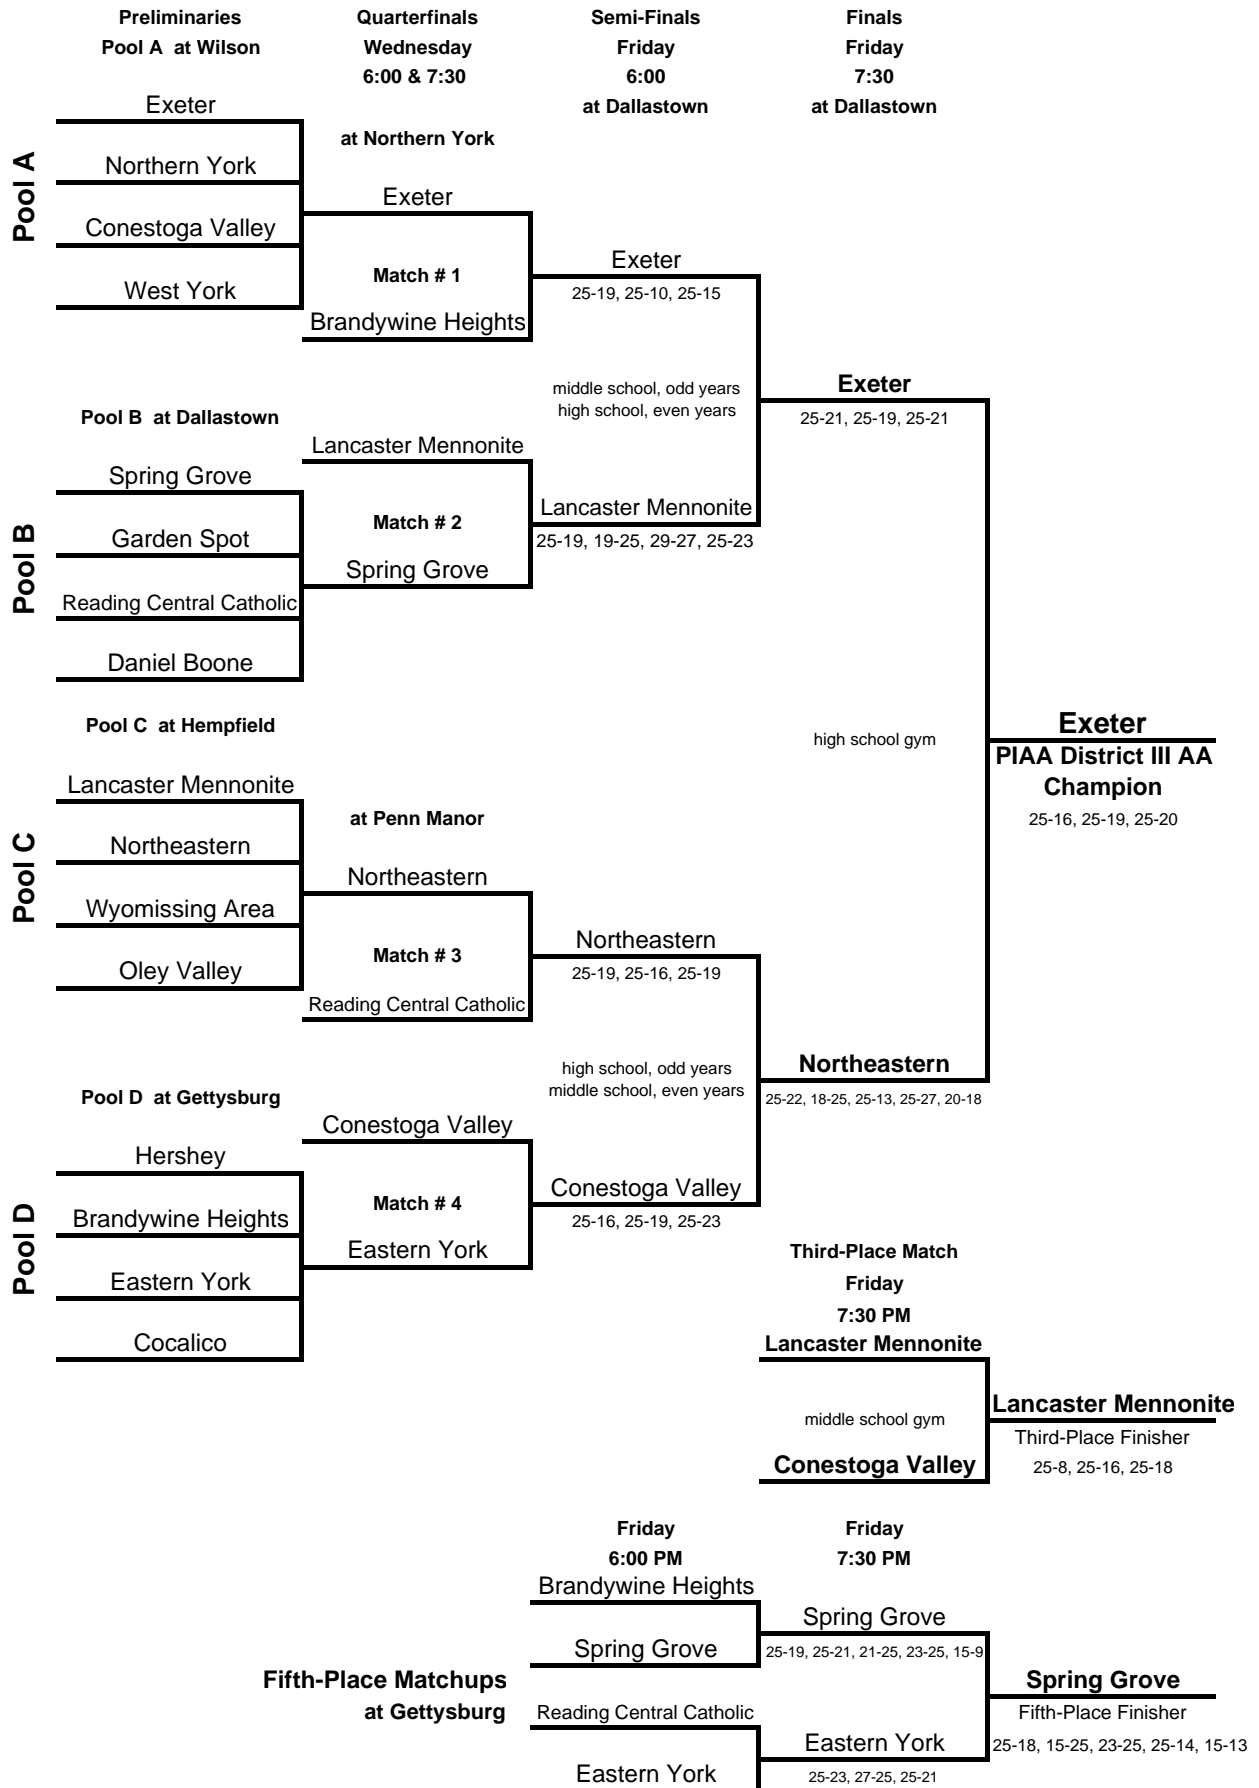 Preliminaries
Quarterfinals
Semi-Finals
Finals
Pool A at Wilson
Wednesday
Friday
Friday
6:00 & 7:30
6:00
7:30
at Dallastown
at Dallastown
Pool A
Exeter
Northern York
Conestoga Valley
West York
at Northern York
Exeter
Match # 1
Brandywine Heights
Exeter
25-19, 25-10, 25-15
middle school, odd years
high school, even years
Exeter
25-21, 25-19, 25-21
Pool B at Dallastown
Pool B
Spring Grove
Garden Spot
Reading Central Catholic
Daniel Boone
Lancaster Mennonite
Match # 2
Spring Grove
Lancaster Mennonite
25-19, 19-25, 29-27, 25-23
high school gym
Exeter
PIAA District III AA
Champion
25-16, 25-19, 25-20
Pool C at Hempfield
Pool C
Lancaster Mennonite
Northeastern
Wyomissing Area
Oley Valley
at Penn Manor
Northeastern
Match # 3
Reading Central Catholic
Northeastern
25-19, 25-16, 25-19
high school, odd years
middle school, even years
Northeastern
25-22, 18-25, 25-13, 25-27, 20-18
Pool D at Gettysburg
Pool D
Hershey
Brandywine Heights
Eastern York
Cocalico
Conestoga Valley
Match # 4
Eastern York
Conestoga Valley
25-16, 25-19, 25-23
Third-Place Match
Friday
7:30 PM
Lancaster Mennonite
middle school gym
Conestoga Valley
Lancaster Mennonite
Third-Place Finisher
25-8, 25-16, 25-18
Friday
Friday
6:00 PM
7:30 PM
Fifth-Place Matchups
at Gettysburg
Brandywine Heights
Spring Grove
Reading Central Catholic
Eastern York
Spring Grove
25-19, 25-21, 21-25, 23-25, 15-9
Eastern York
25-23, 27-25, 25-21
Spring Grove
Fifth-Place Finisher
25-18, 15-25, 23-25, 25-14, 15-13